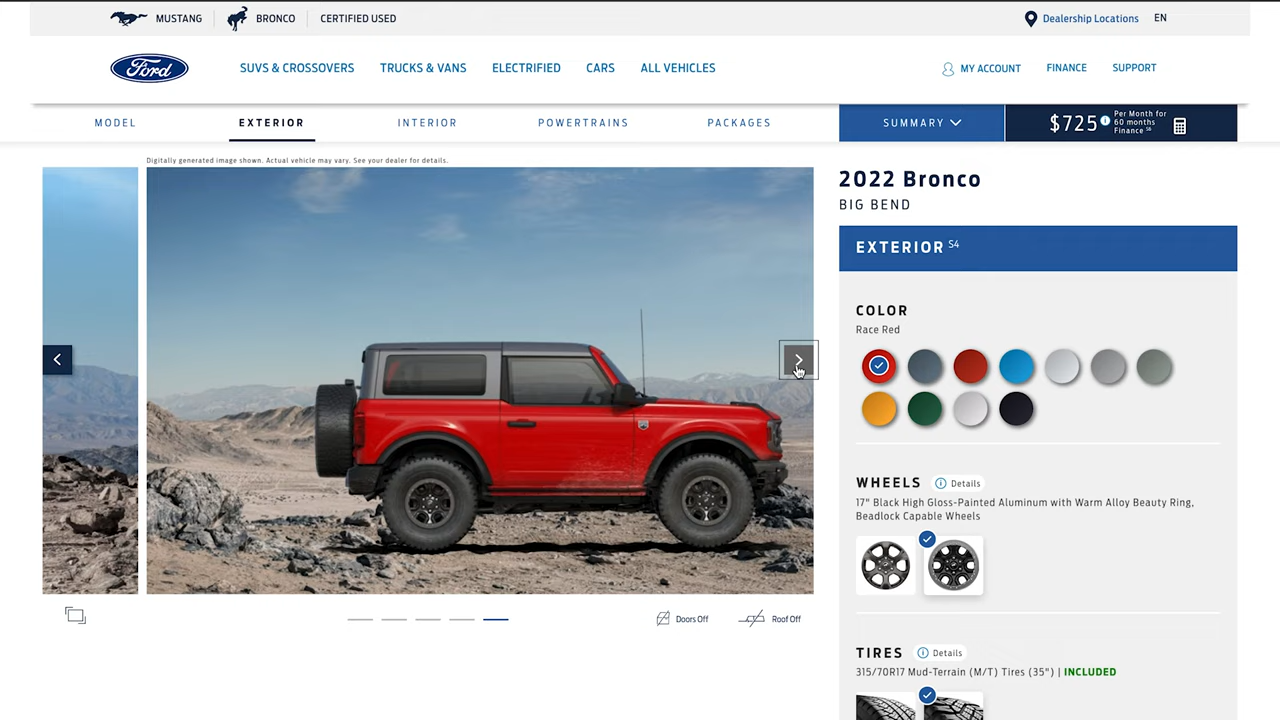 MUSTANG
BRONCO
CERTIFIED USED
Dealership Locations
EN
Ford
SUVS & CROSSOVERS
TRUCKS & VANS
ELECTRIFIED
CARS
ALL VEHICLES
MY ACCOUNT
FINANCE
SUPPORT
MODEL
EXTERIOR
INTERIOR
POWERTRAINS
PACKAGES
SUMMARY
$725
Per Month for
60 months
Finance S6
Digitally generated image shown. Actual vehicle may vary. See your dealer for details.
2022 Bronco
BIG BEND
EXTERIOR S4
COLOR
Race Red
WHEELS
Details
17" Black High Gloss-Painted Aluminum with Warm Alloy Beauty Ring,
Beadlock Capable Wheels
TIRES
Details
315/70R17 Mud-Terrain (M/T) Tires (35") | INCLUDED
Doors Off
Roof Off